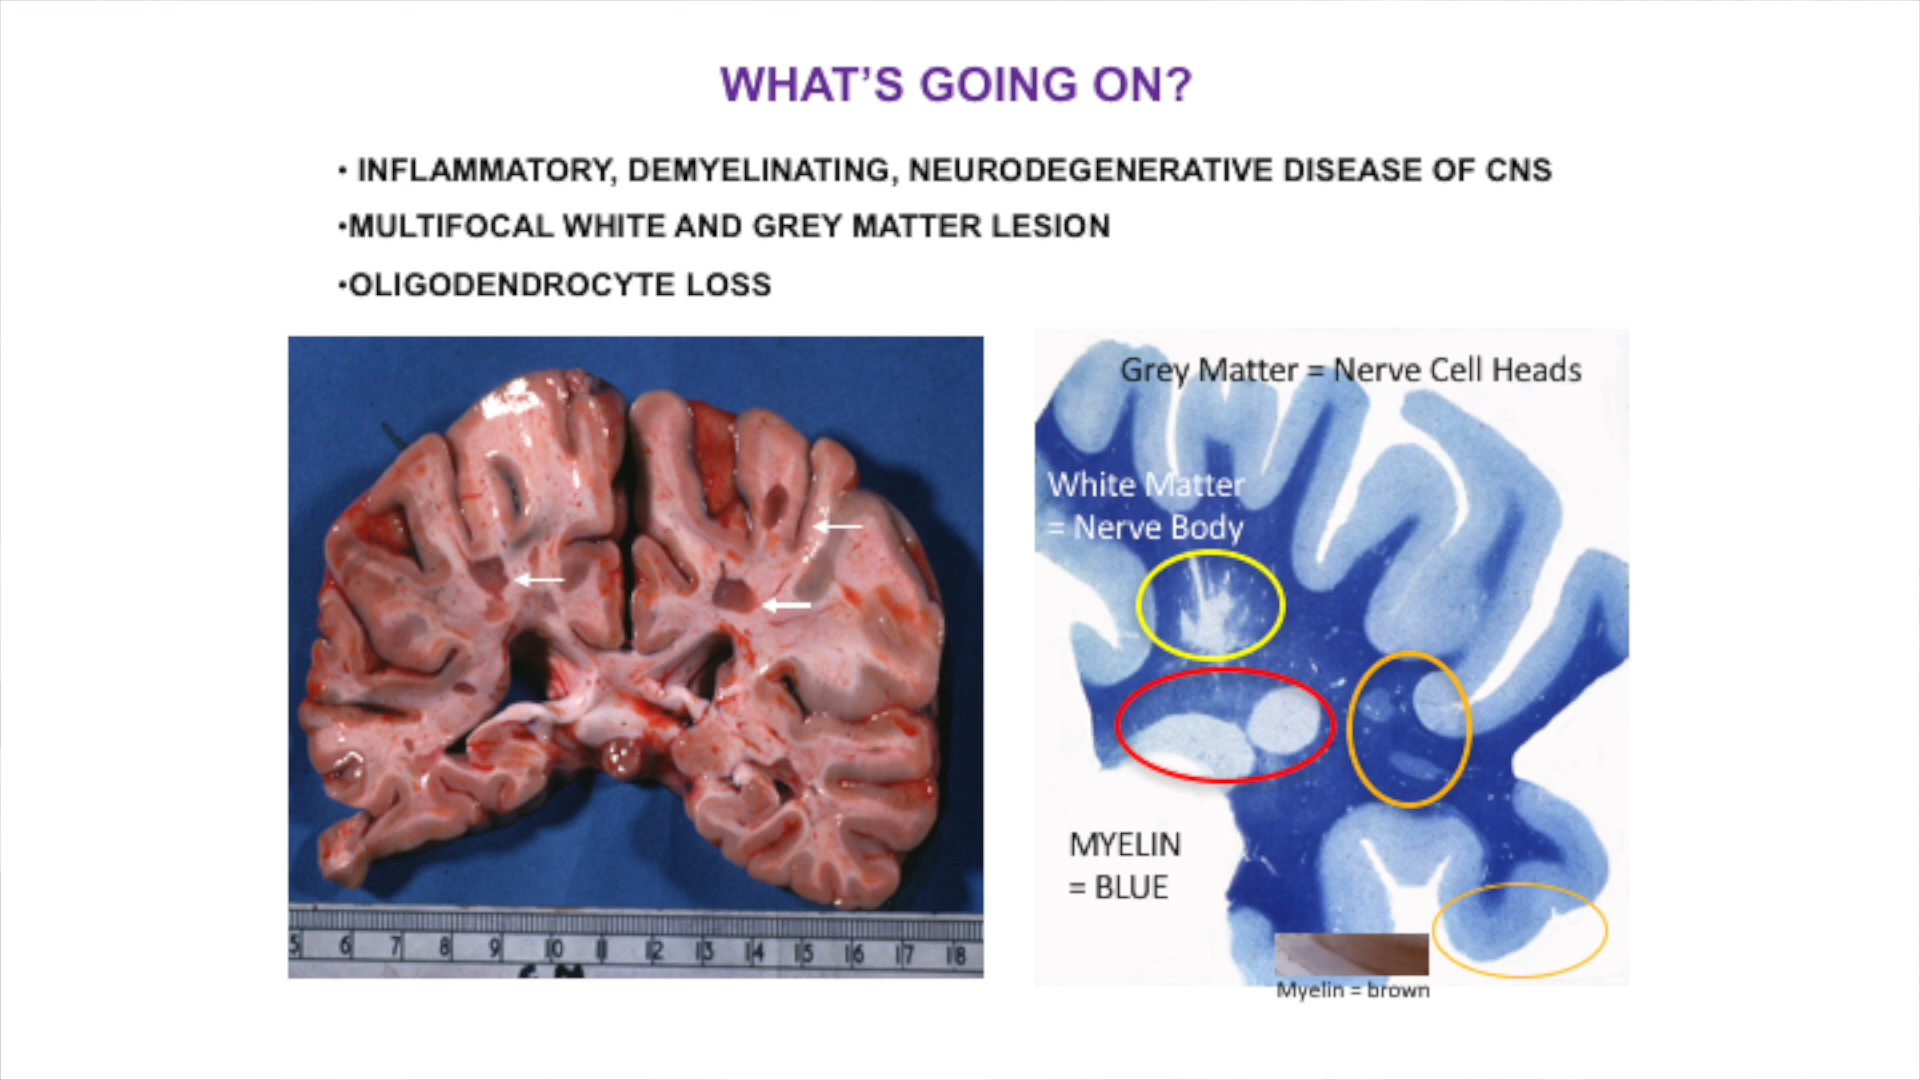 WHAT'S GOING ON?
• INFLAMMATORY, DEMYELINATING, NEURODEGENERATIVE DISEASE OF CNS
•MULTIFOCAL WHITE AND GREY MATTER LESION
•OLIGODENDROCYTE LOSS
5 6 7 8 9 10 11 12 13 14 15 16 17 18
Grey Matter = Nerve Cell Heads
White Matter
= Nerve Body
MYELIN
= BLUE
Myelin = brown